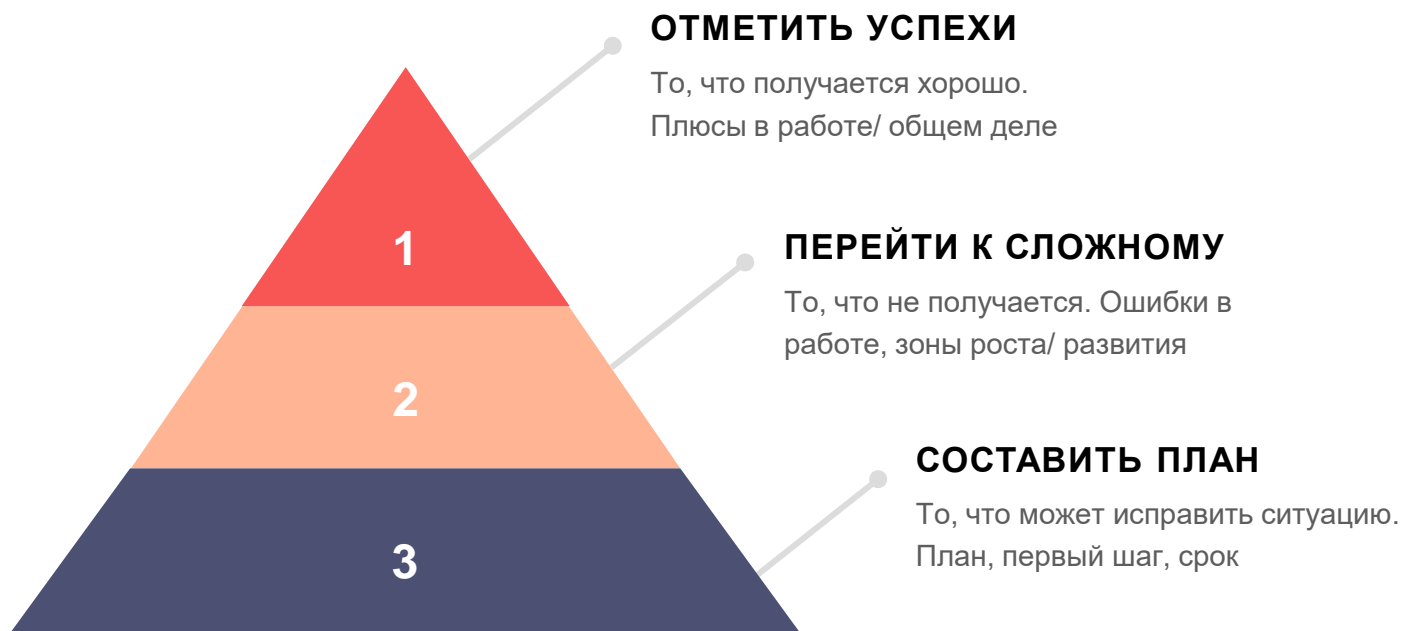 ОТМЕТИТЬ УСПЕХИ
То, что получается хорошо.
Плюсы в работе/ общем деле
1
ПЕРЕЙТИ К СЛОЖНОМУ
То, что не получается. Ошибки в
работе, зоны роста/ развития
2
СОСТАВИТЬ ПЛАН
То, что может исправить ситуацию.
План, первый шаг, срок
3